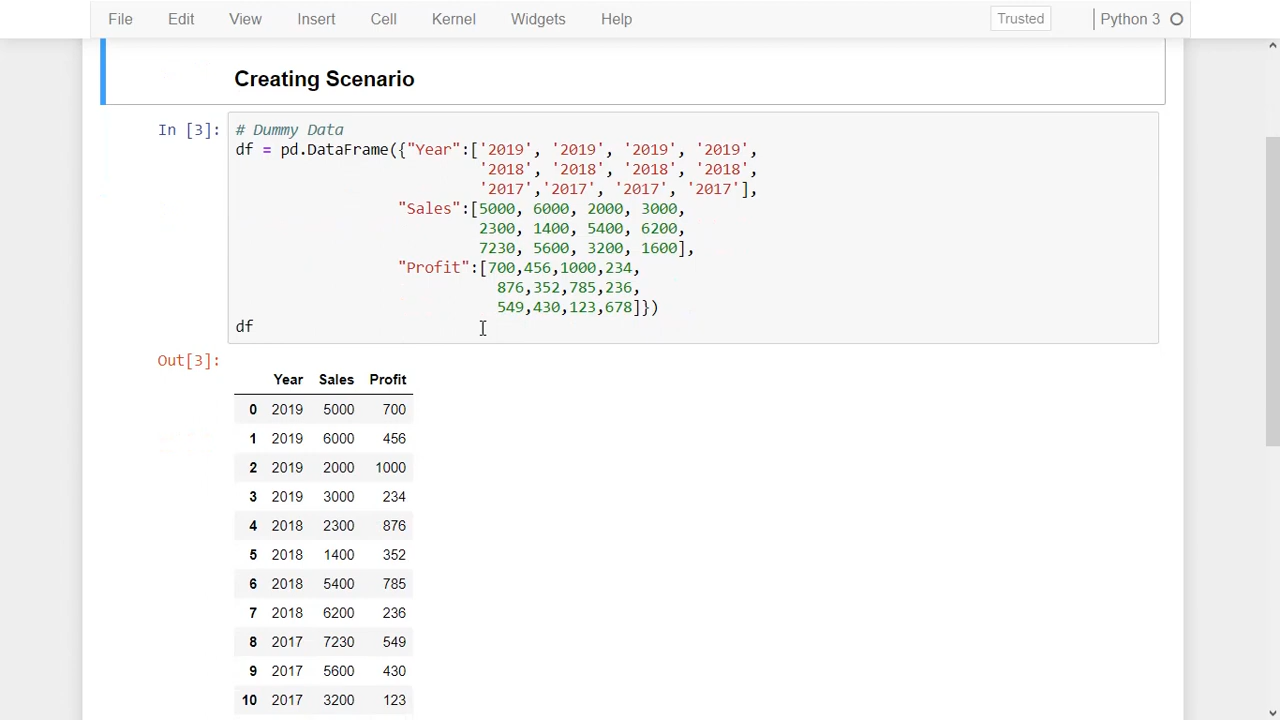 File Edit View Insert Cell Kernel Widgets Help Trusted Python 3
Creating Scenario
In [3]: # Dummy Data
df = pd.DataFrame({"Year":['2019', '2019', '2019', '2019',
'2018', '2018', '2018', '2018',
'2017','2017', '2017', '2017'],
"Sales":[5000, 6000, 2000, 3000,
2300, 1400, 5400, 6200,
7230, 5600, 3200, 1600],
"Profit":[700,456,1000,234,
876,352,785,236,
549,430,123,678]})
df
Out[3]:
Year Sales Profit
0 2019 5000 700
1 2019 6000 456
2 2019 2000 1000
3 2019 3000 234
4 2018 2300 876
5 2018 1400 352
6 2018 5400 785
7 2018 6200 236
8 2017 7230 549
9 2017 5600 430
10 2017 3200 123